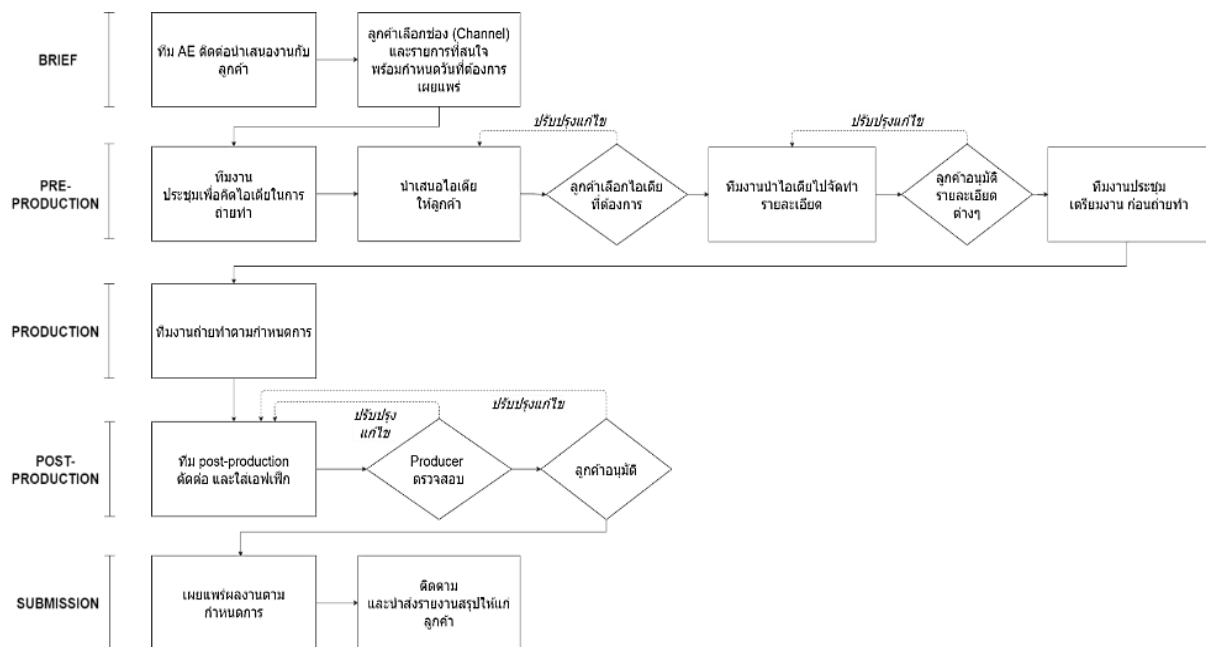 BRIEF
ทีม AE ติดต่อนำเสนองานกับ
ลูกค้า
ลูกค้าเลือกช่อง (Channel)
และรายการที่สนใจ
พร้อมกำหนดวันที่ต้องการ
เผยแพร่
ปรับปรุงแก้ไข
ปรับปรุงแก้ไข
PRE-
PRODUCTION
ทีมงาน
ประชุมเพื่อคิดไอเดียในการ
ถ่ายทำ
นำเสนอไอเดีย
ให้ลูกค้า
ลูกค้าเลือกไอเดีย
ที่ต้องการ
ทีมงานนำไอเดียไปจัดทำ
รายละเอียด
ลูกค้าอนุมัติ
รายละเอียด
ต่างๆ
ทีมงานประชุม
เตรียมงาน ก่อนถ่ายทำ
PRODUCTION
ทีมงานถ่ายทำตามกำหนดการ
ปรับปรุง
แก้ไข
ปรับปรุงแก้ไข
POST-
PRODUCTION
ทีม post-production
ตัดต่อ และใส่เอฟเฟ็ก
Producer
ตรวจสอบ
ลูกค้าอนุมัติ
SUBMISSION
เผยแพร่ผลงานตาม
กำหนดการ
ติดตาม
และนำส่งรายงานสรุปให้แก่
ลูกค้า